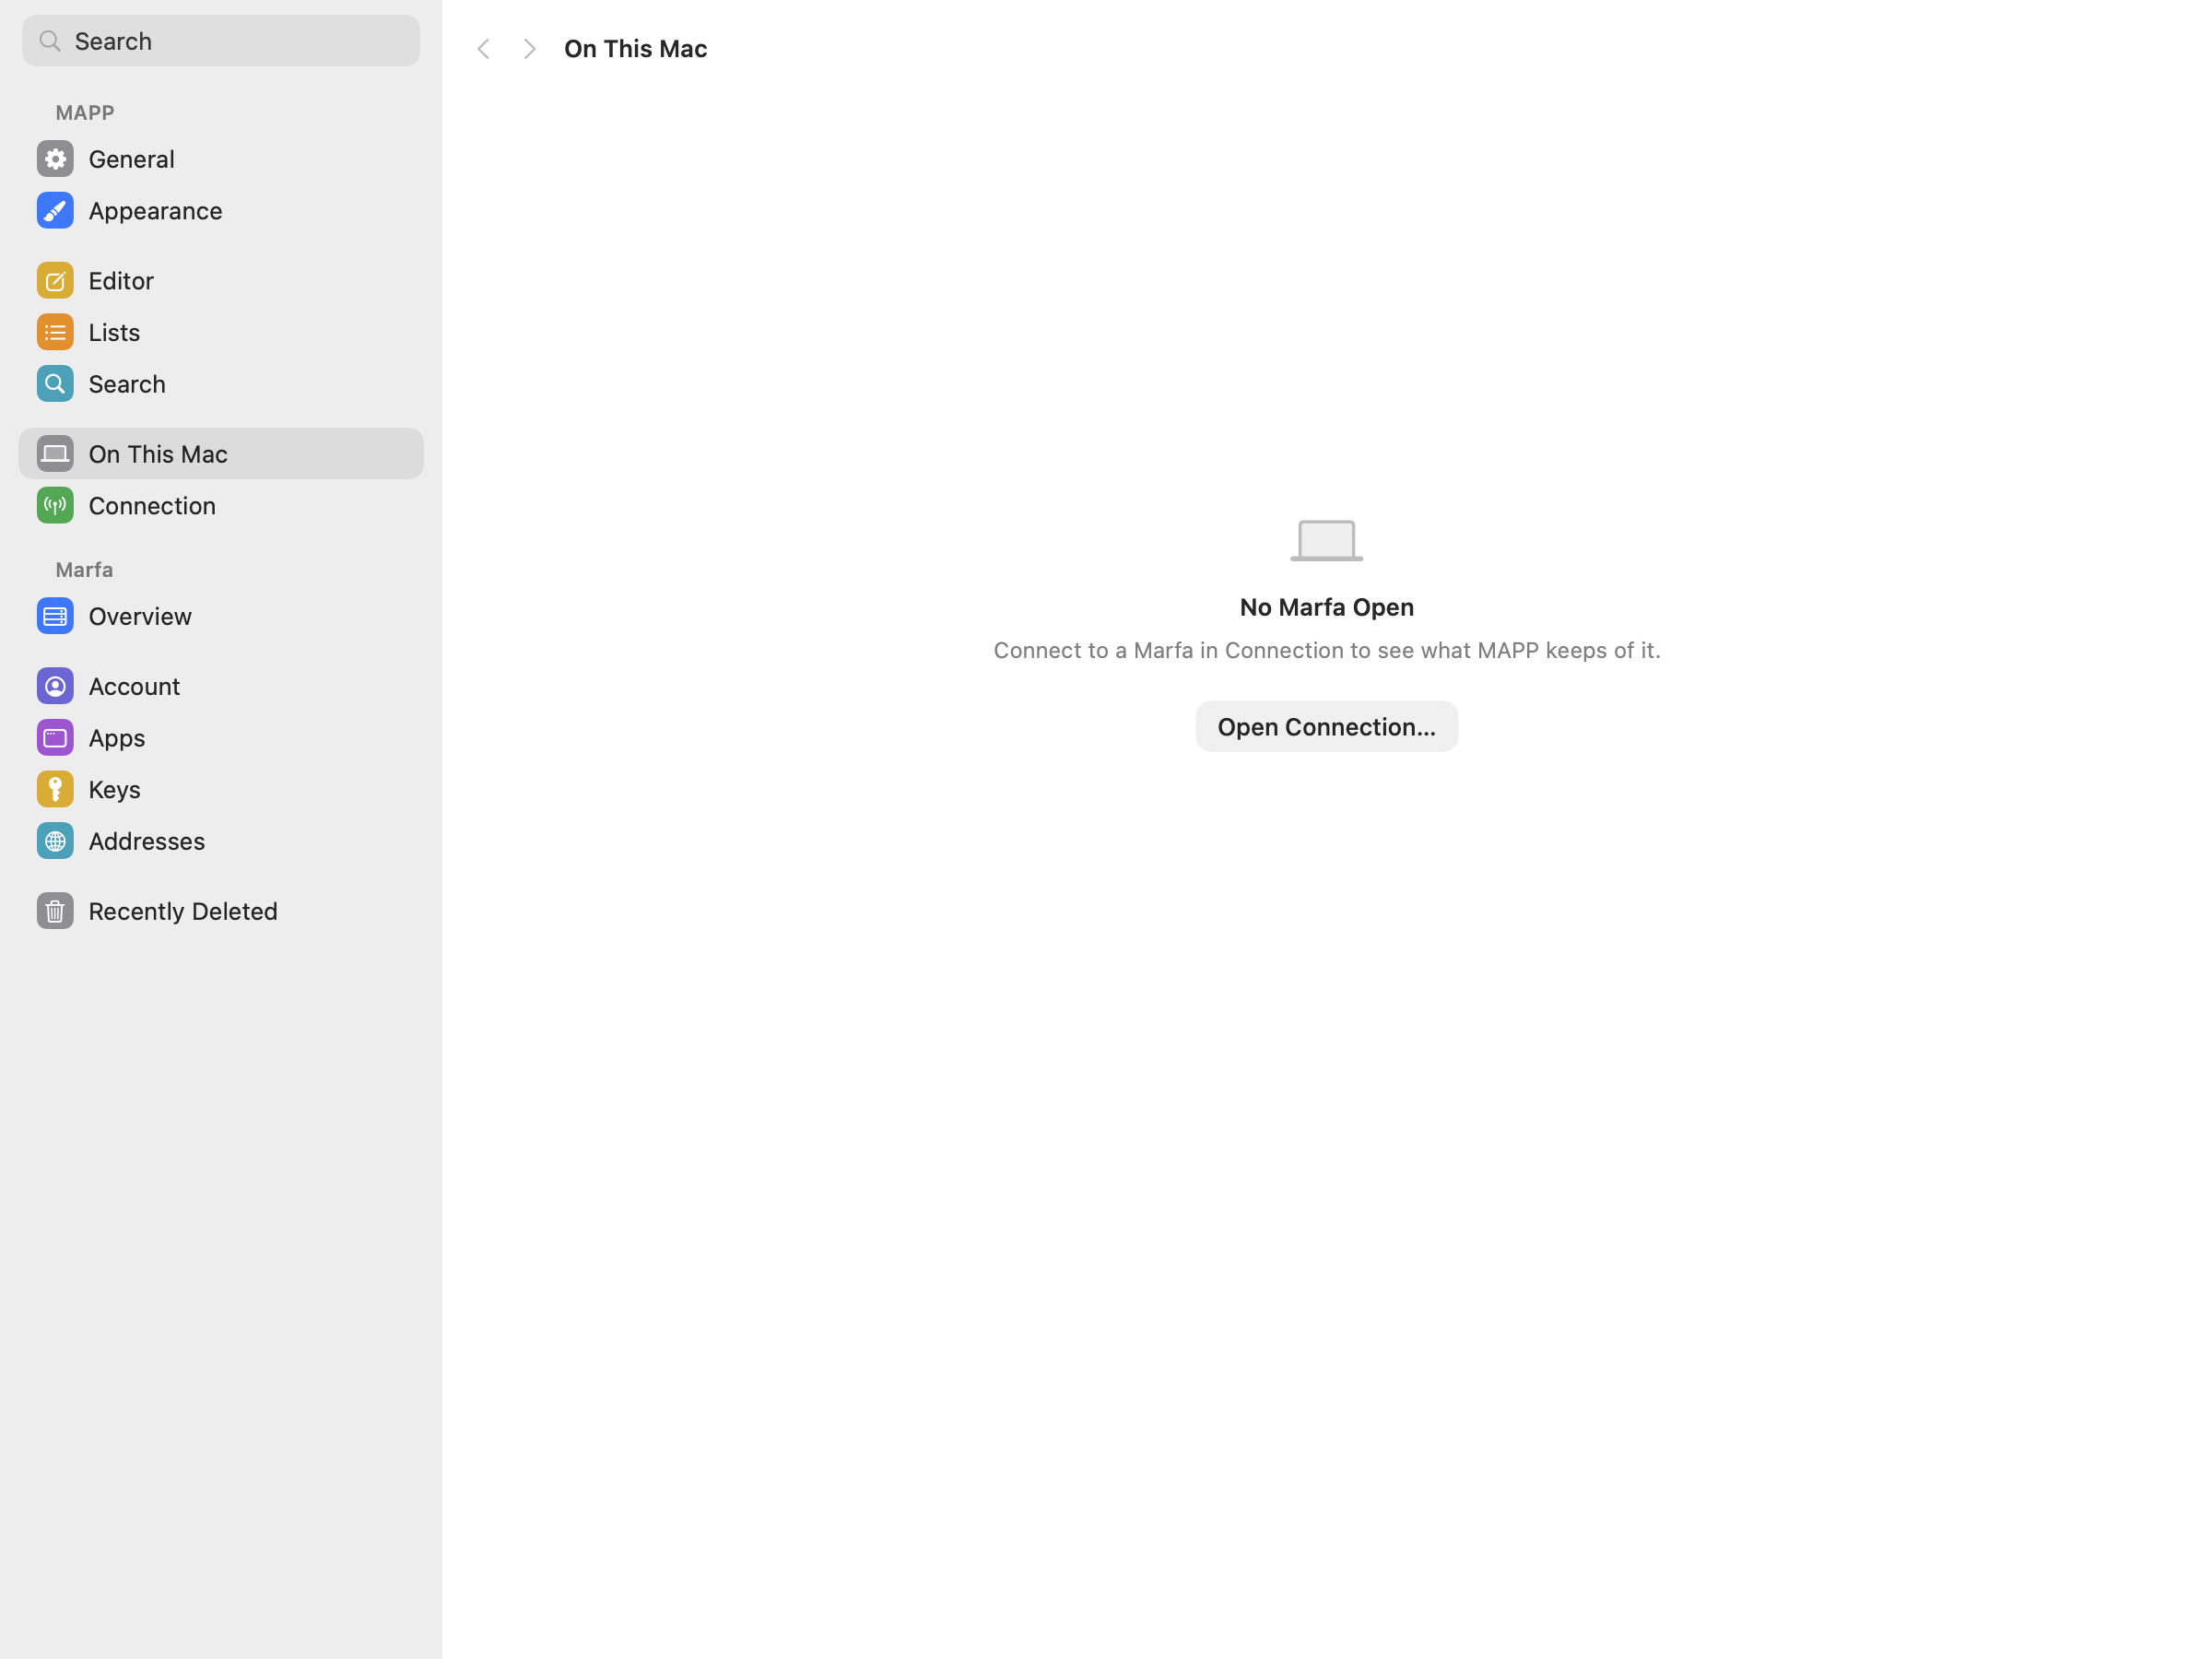 Search
MAPP
General
Appearance
Editor
Lists
Search
On This Mac
Connection
Marfa
Overview
Account
Apps
Keys
Addresses
Recently Deleted
On This Mac
No Marfa Open
Connect to a Marfa in Connection to see what MAPP keeps of it.
Open Connection...